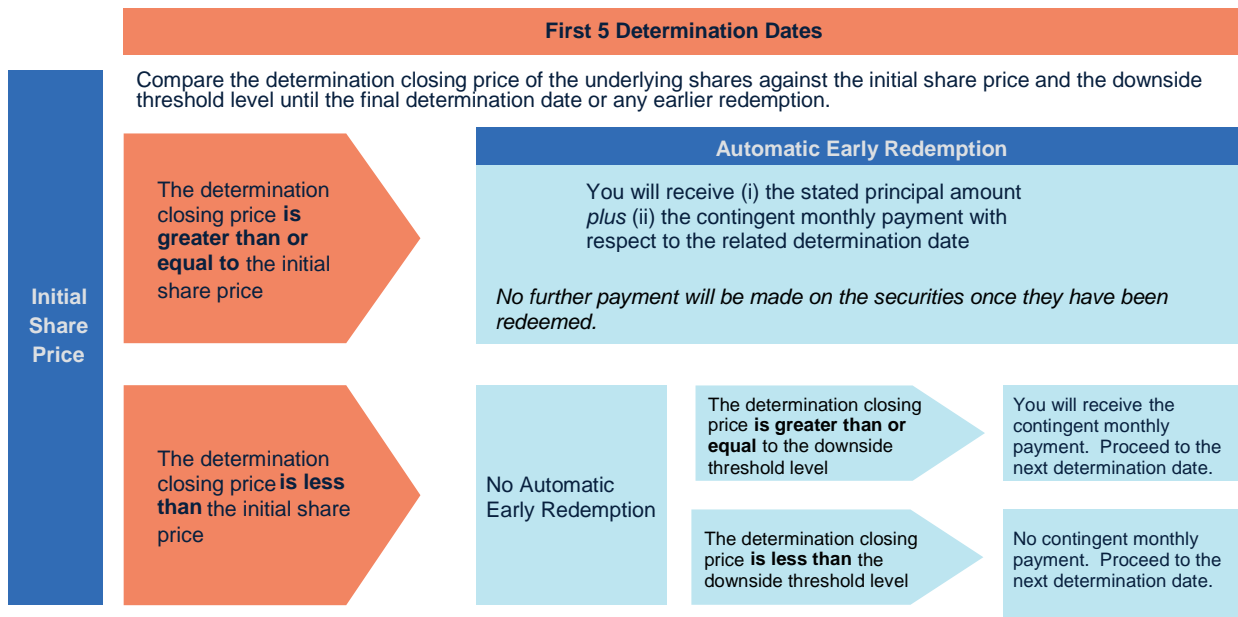 First 5 Determination Dates
Compare the determination closing price of the underlying shares against the initial share price and the downside
threshold level until the final determination date or any earlier redemption.
Initial
Share
Price
The determination
closing price is
greater than or
equal to the initial
share price
Automatic Early Redemption
You will receive (i) the stated principal amount
plus (ii) the contingent monthly payment with
respect to the related determination date
No further payment will be made on the securities once they have been
redeemed.
The determination
closing price is less
than the initial share
price
No Automatic
Early Redemption
The determination closing
price is greater than or
equal to the downside
threshold level
You will receive the
contingent monthly
payment. Proceed to the
next determination date.
The determination closing
price is less than the
downside threshold level
No contingent monthly
payment. Proceed to the
next determination date.